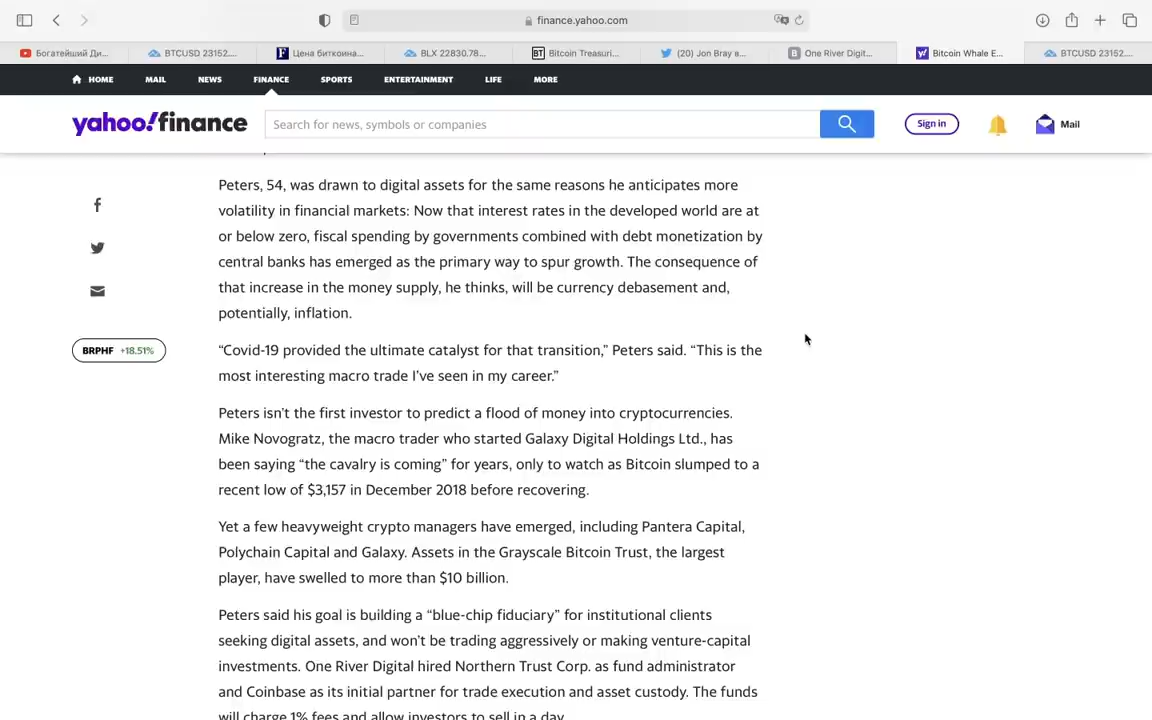 finance.yahoo.com
Богатейший Ди...
BTCUSD 23152....
Цена биткоина...
BLX 22830.78...
Bitcoin Treasuri...
(20) Jon Bray в...
One River Digit...
Bitcoin Whale E...
BTCUSD 23152....
HOME MAIL NEWS FINANCE SPORTS ENTERTAINMENT LIFE MORE
yahoo!finance
Search for news, symbols or companies
Sign in
Mail
Peters, 54, was drawn to digital assets for the same reasons he anticipates more
volatility in financial markets: Now that interest rates in the developed world are at
or below zero, fiscal spending by governments combined with debt monetization by
central banks has emerged as the primary way to spur growth. The consequence of
that increase in the money supply, he thinks, will be currency debasement and,
potentially, inflation.
BRPHF +18.51%
“Covid-19 provided the ultimate catalyst for that transition,” Peters said. “This is the
most interesting macro trade I’ve seen in my career.”
Peters isn’t the first investor to predict a flood of money into cryptocurrencies.
Mike Novogratz, the macro trader who started Galaxy Digital Holdings Ltd., has
been saying “the cavalry is coming” for years, only to watch as Bitcoin slumped to a
recent low of $3,157 in December 2018 before recovering.
Yet a few heavyweight crypto managers have emerged, including Pantera Capital,
Polychain Capital and Galaxy. Assets in the Grayscale Bitcoin Trust, the largest
player, have swelled to more than $10 billion.
Peters said his goal is building a “blue-chip fiduciary” for institutional clients
seeking digital assets, and won’t be trading aggressively or making venture-capital
investments. One River Digital hired Northern Trust Corp. as fund administrator
and Coinbase as its initial partner for trade execution and asset custody. The funds
will charge 1% fees and allow investors to sell in a day.